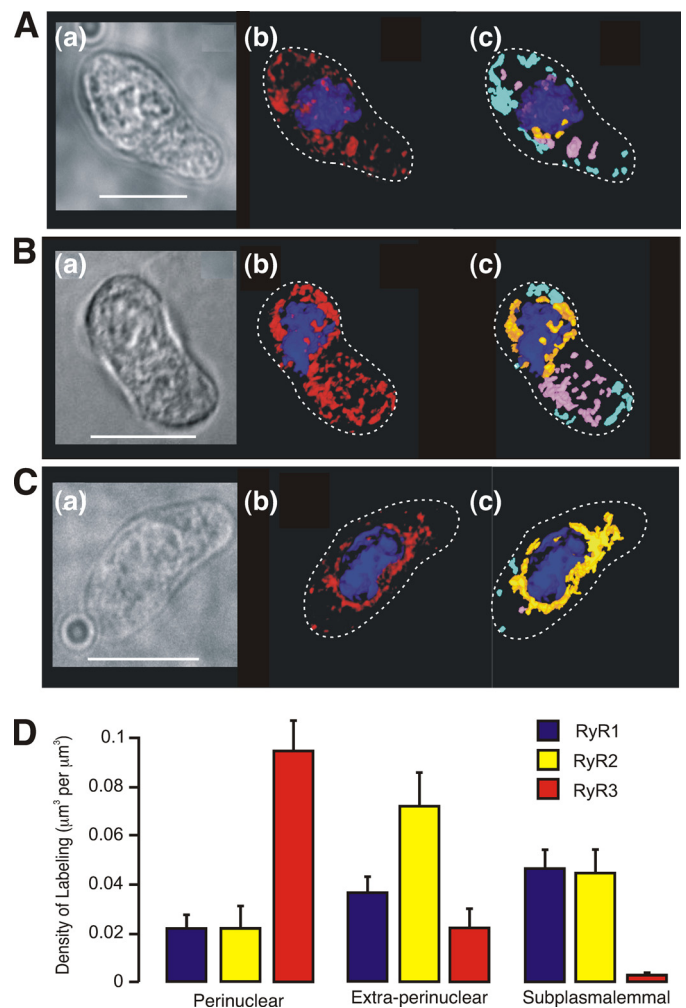 A (a) (b) (c)
B (a) (b) (c)
C (a) (b) (c)
D
Density of Labeling (μm³ per μm³)
0.1
0.08
0.06
0.04
0.02
0
RyR1
RyR2
RyR3
Perinuclear Extra-perinuclear Subplasmalemmal